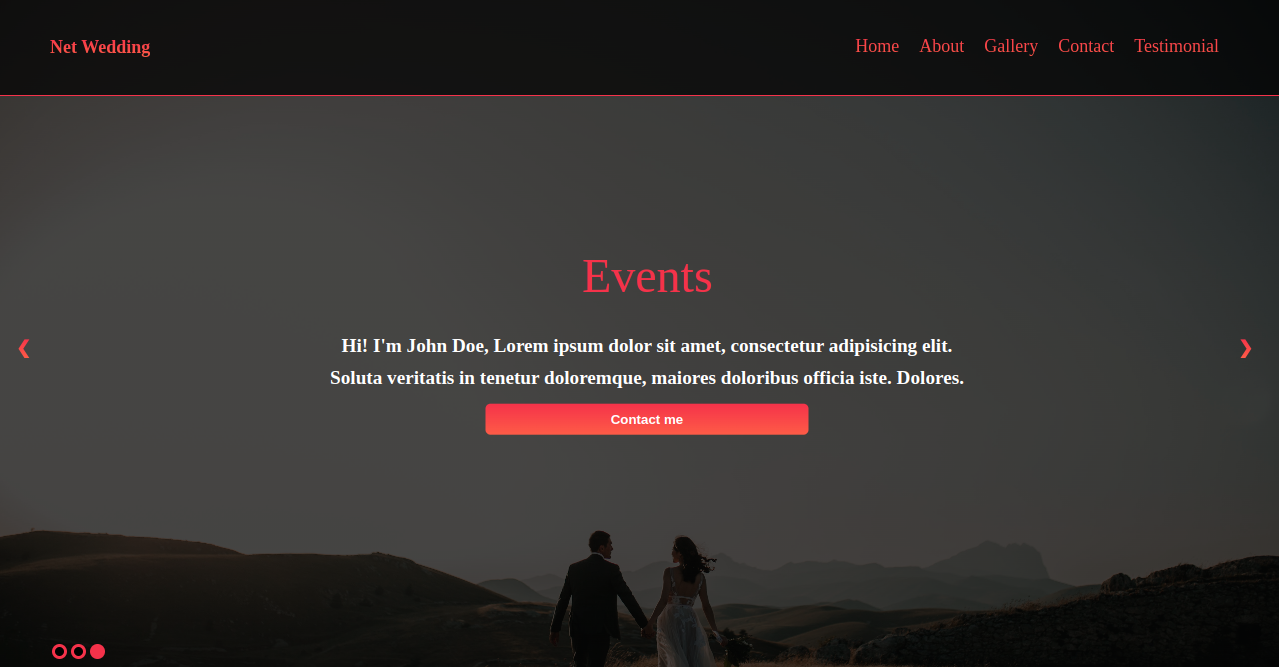 Net Wedding
Home About Gallery Contact Testimonial
Events
Hi! I'm John Doe, Lorem ipsum dolor sit amet, consectetur adipisicing elit.
Soluta veritatis in tenetur doloremque, maiores doloribus officia iste. Dolores.
Contact me